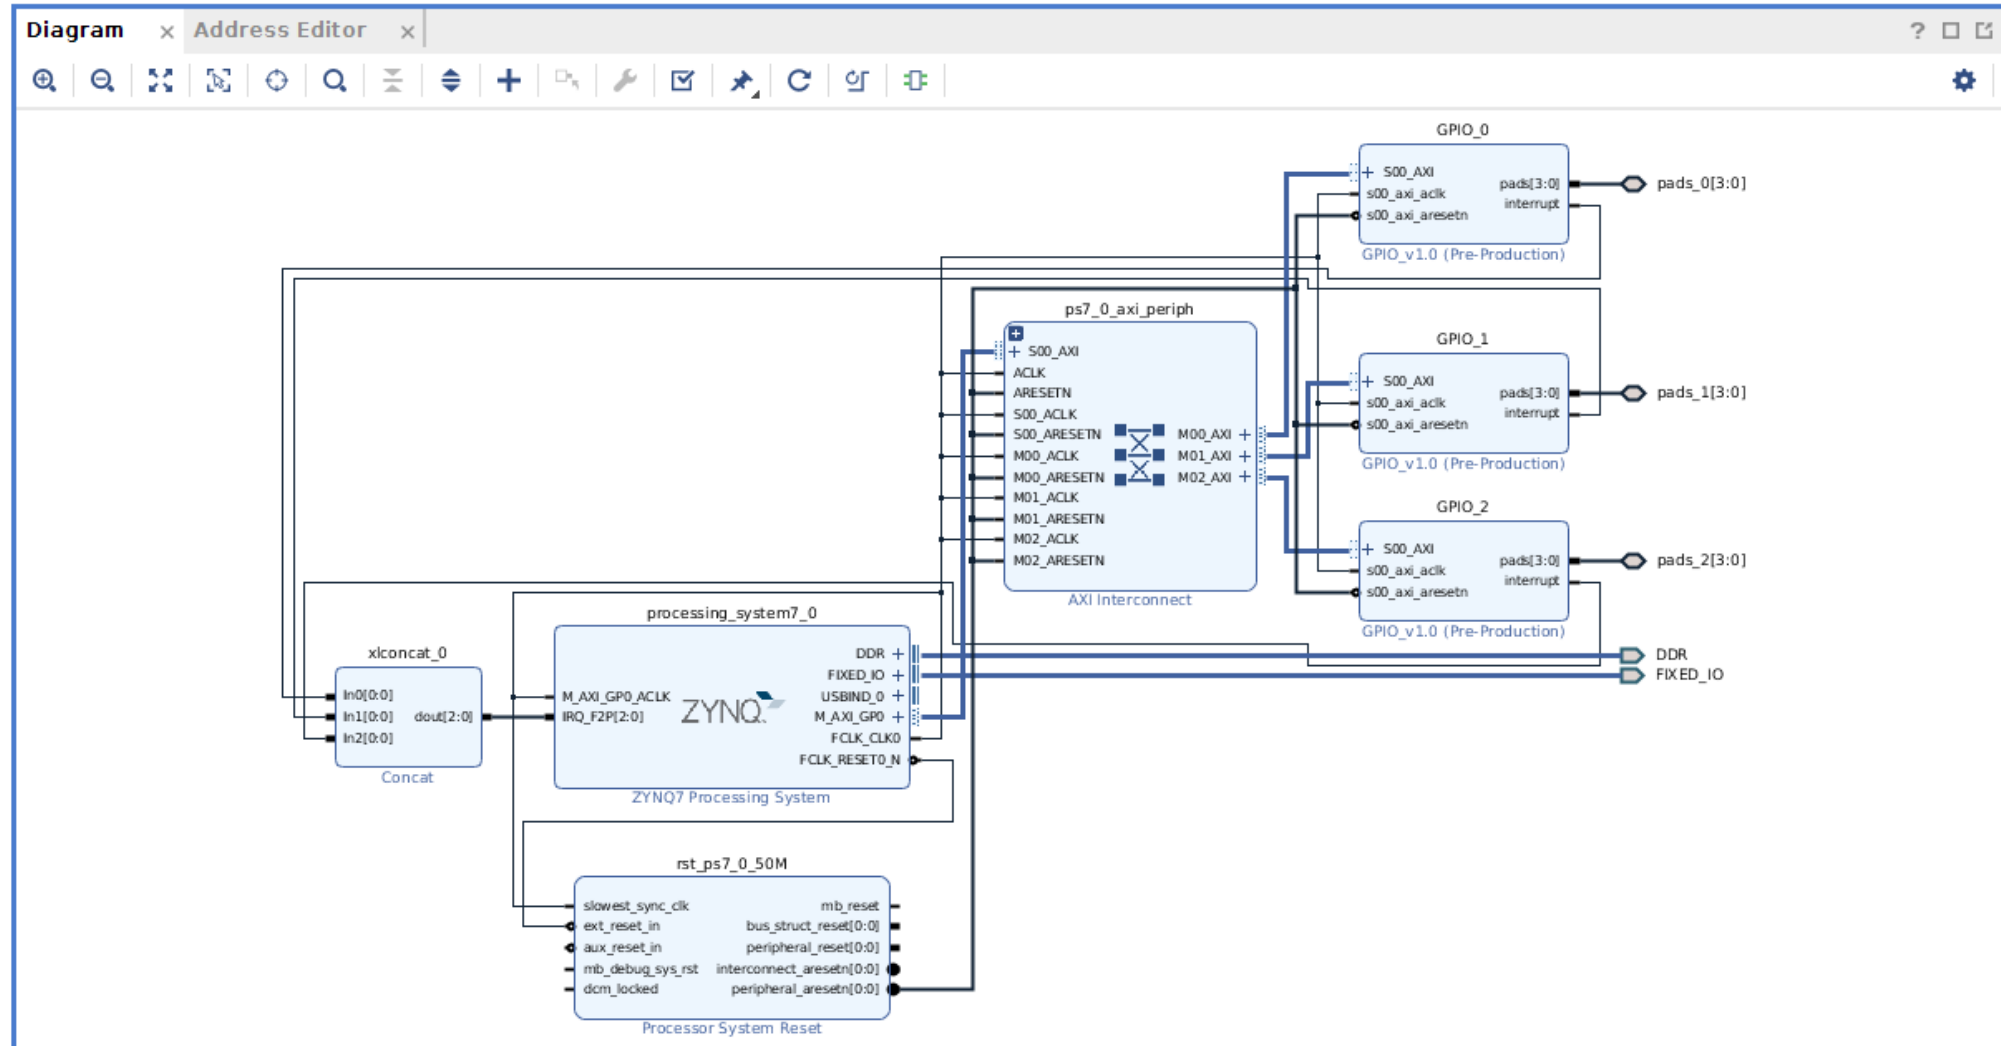 Diagram
Address Editor
GPIO_0
S00_AXI
s00_axi_aclk
s00_axi_aresetn
pads[3:0]
interrupt
GPIO_v1.0 (Pre-Production)
pads_0[3:0]
ps7_0_axi_periph
S00_AXI
ACLK
ARESETN
S00_ACLK
S00_ARESETN
M00_ACLK
M00_ARESETN
M01_ACLK
M01_ARESETN
M02_ACLK
M02_ARESETN
M00_AXI
M01_AXI
M02_AXI
AXI Interconnect
GPIO_1
S00_AXI
s00_axi_aclk
s00_axi_aresetn
pads[3:0]
interrupt
GPIO_v1.0 (Pre-Production)
pads_1[3:0]
GPIO_2
S00_AXI
s00_axi_aclk
s00_axi_aresetn
pads[3:0]
interrupt
GPIO_v1.0 (Pre-Production)
pads_2[3:0]
DDR
FIXED_IO
xlconcat_0
In0[0:0]
In1[0:0]
In2[0:0]
dout[2:0]
Concat
processing_system7_0
M_AXI_GP0_ACLK
IRQ_F2P[2:0]
ZYNQ
DDR
FIXED_IO
USBIND_0
M_AXI_GP0
FCLK_CLK0
FCLK_RESET0_N
ZYNQ7 Processing System
rst_ps7_0_50M
slowest_sync_clk
ext_reset_in
aux_reset_in
mb_debug_sys_rst
dcm_locked
mb_reset
bus_struct_reset[0:0]
peripheral_reset[0:0]
interconnect_aresetn[0:0]
peripheral_aresetn[0:0]
Processor System Reset